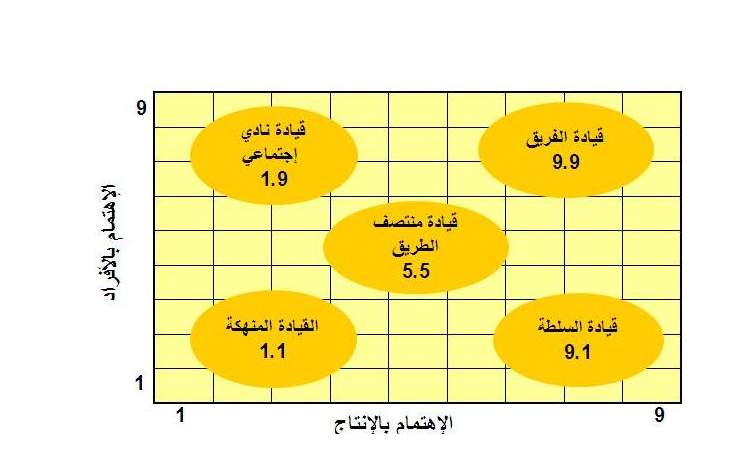 9
قيادة نادي
إجتماعي
1.9
قيادة الفريق
9.9
قيادة منتصف
الطريق
5.5
الإهتمام بالأفراد
القيادة المنهكة
1.1
قيادة السلطة
9.1
1
1
9
الإهتمام بالإنتاج